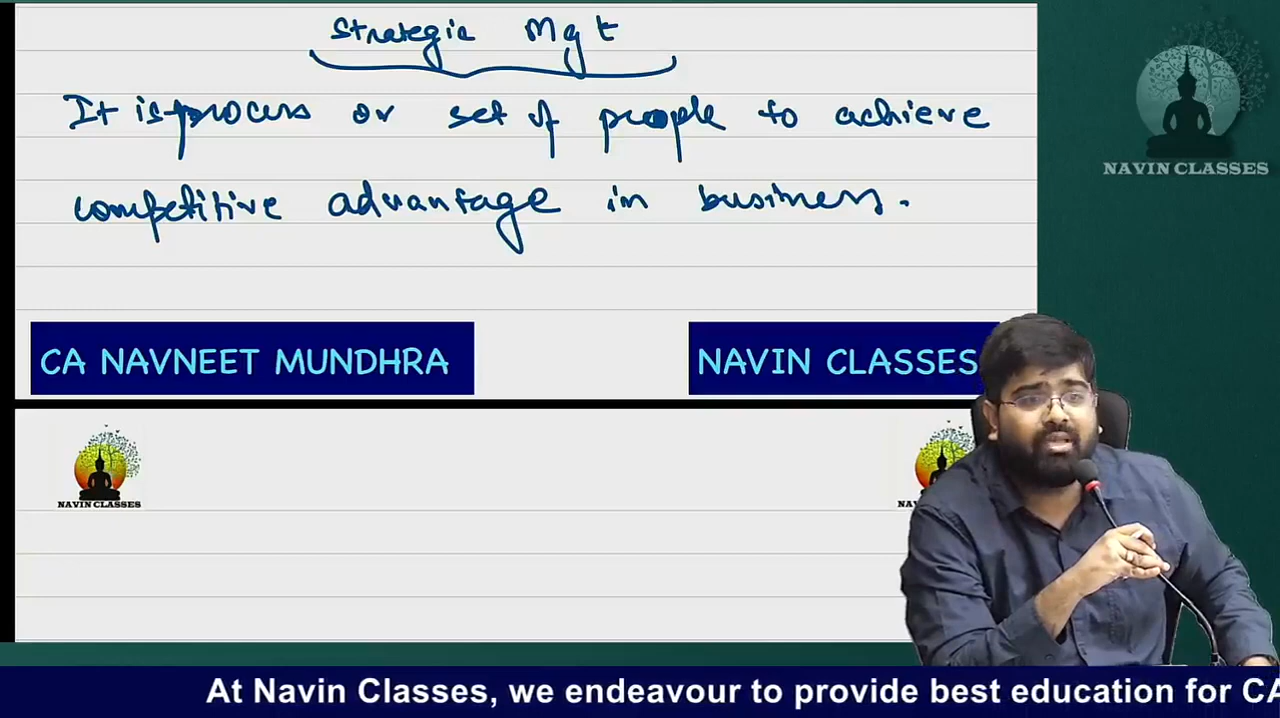 Strategic Mgt
It is process or set of people to achieve
competitive advantage in business.
NAVIN CLASSES
CA NAVNEET MUNDHRA
NAVIN CLASSES
NAVIN CLASSES
At Navin Classes, we endeavour to provide best education for CA